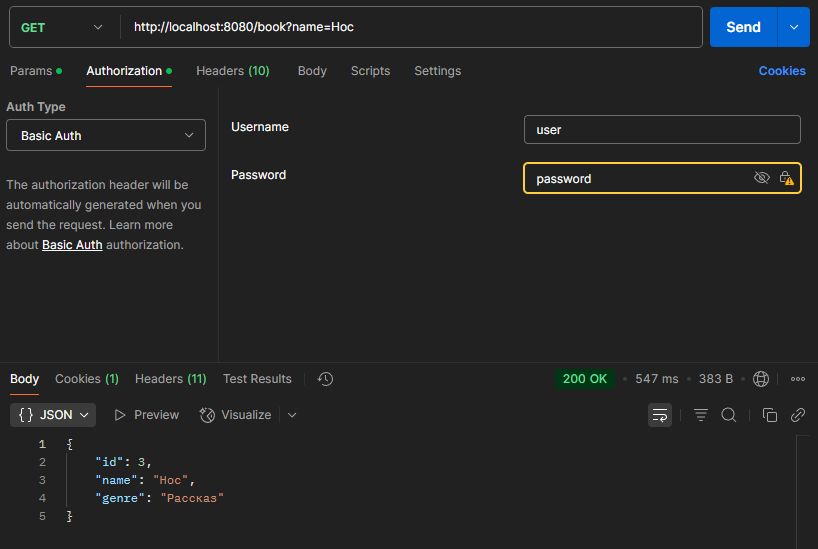 GET http://localhost:8080/book?name=Нос Send
Params Authorization Headers (10) Body Scripts Settings Cookies
Auth Type
Basic Auth
The authorization header will be
automatically generated when you
send the request. Learn more
about Basic Auth authorization.
Username user
Password password
Body Cookies (1) Headers (11) Test Results 200 OK 547 ms 383 B
{} JSON Preview Visualize
1 {
2 "id": 3,
3 "name": "Нос",
4 "genre": "Рассказ"
5 }